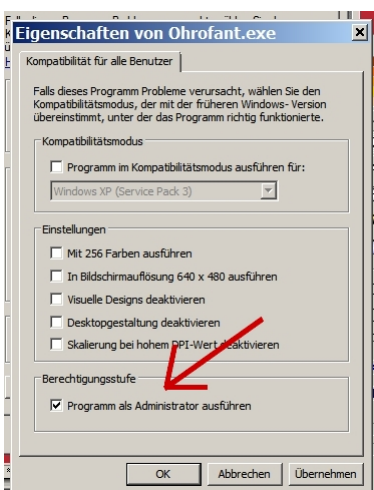 Eigenschaften von Ohrofant.exe
Kompatibilität für alle Benutzer
Falls dieses Programm Probleme verursacht, wählen Sie den
Kompatibilitätsmodus, der mit der früheren Windows- Version
übereinstimmt, unter der das Programm richtig funktionierte.
Kompatibilitätsmodus
Programm im Kompatibilitätsmodus ausführen für:
Windows XP (Service Pack 3)
Einstellungen
Mit 256 Farben ausführen
In Bildschirmauflösung 640 x 480 ausführen
Visuelle Designs deaktivieren
Desktopgestaltung deaktivieren
Skalierung bei hohem DPI-Wert deaktivieren
Berechtigungsstufe
Programm als Administrator ausführen
OK Abbrechen Übernehmen